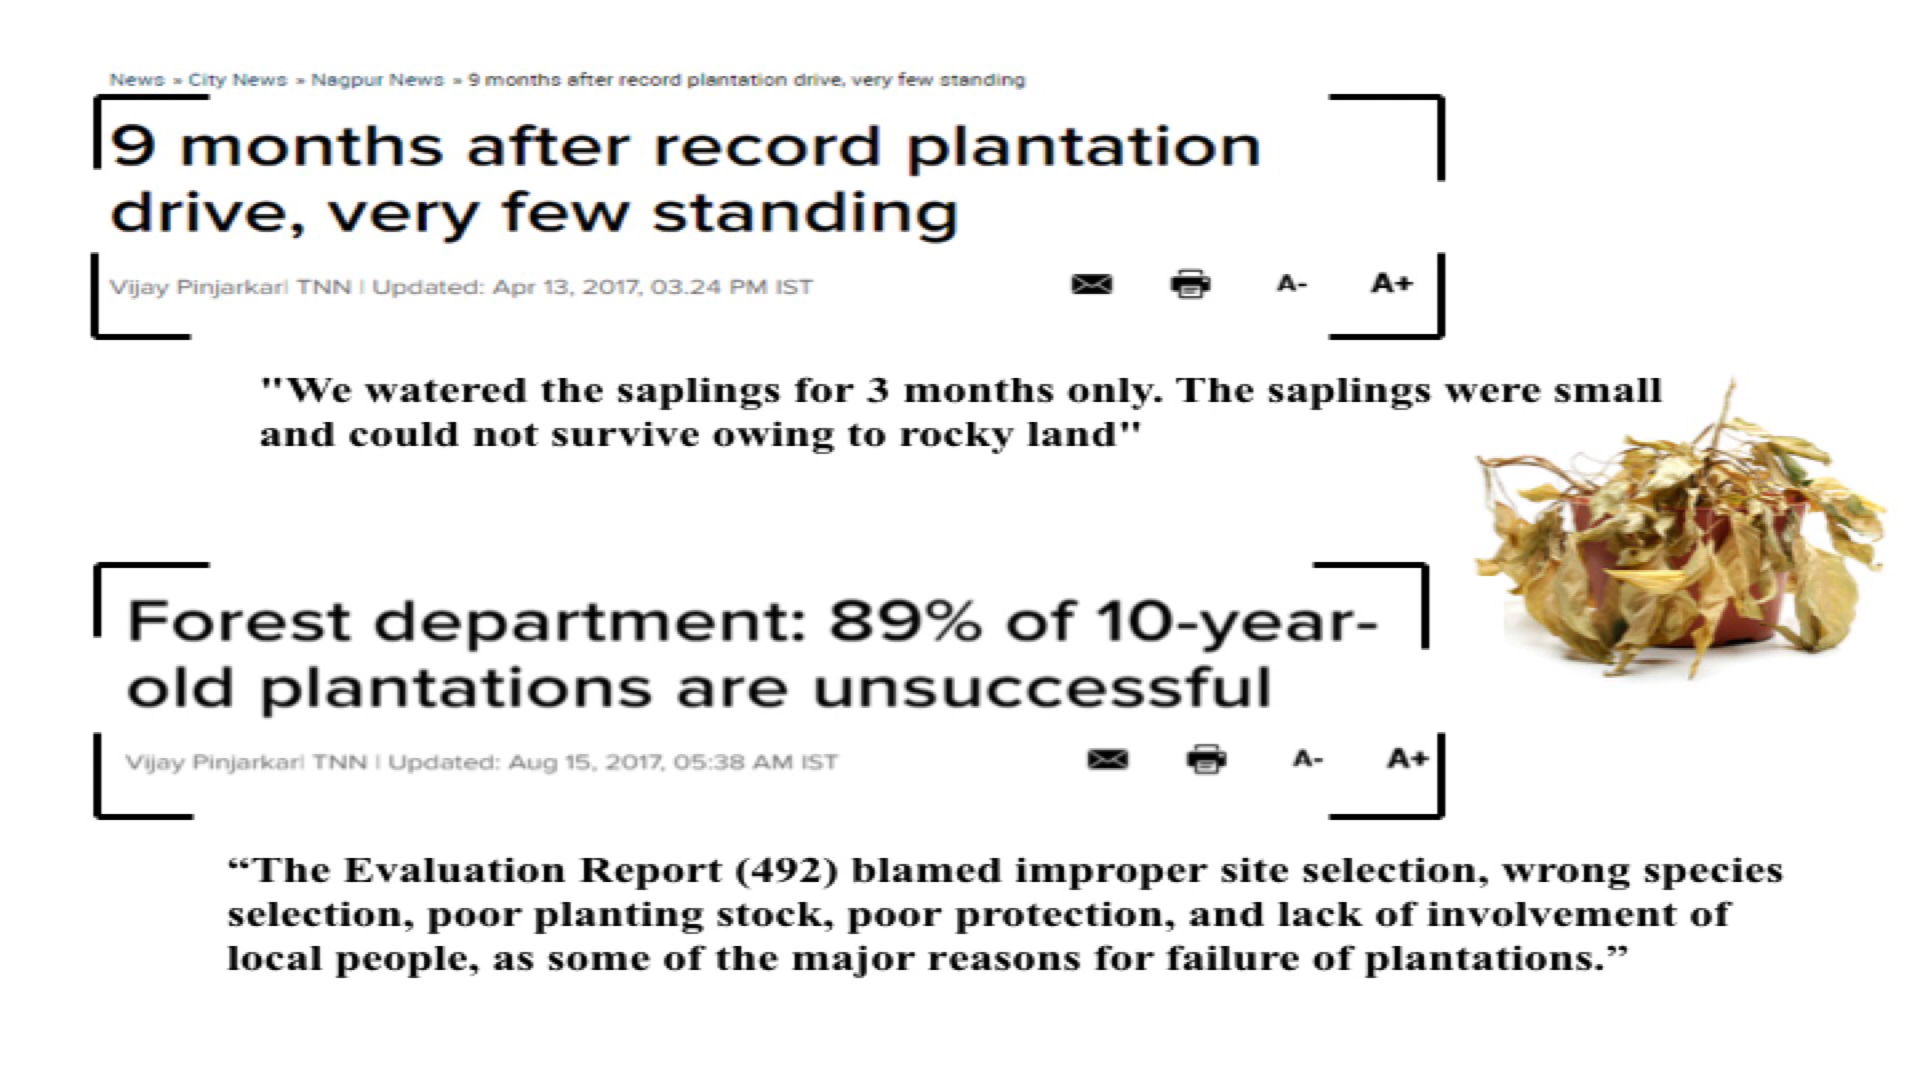 News » City News » Nagpur News » 9 months after record plantation drive, very few standing
9 months after record plantation
drive, very few standing
Vijay Pinjarkar| TNN | Updated: Apr 13, 2017, 03.24 PM IST
A- A+
"We watered the saplings for 3 months only. The saplings were small
and could not survive owing to rocky land"
Forest department: 89% of 10-year-
old plantations are unsuccessful
Vijay Pinjarkar| TNN | Updated: Aug 15, 2017, 05:38 AM IST
A- A+
“The Evaluation Report (492) blamed improper site selection, wrong species
selection, poor planting stock, poor protection, and lack of involvement of
local people, as some of the major reasons for failure of plantations.”